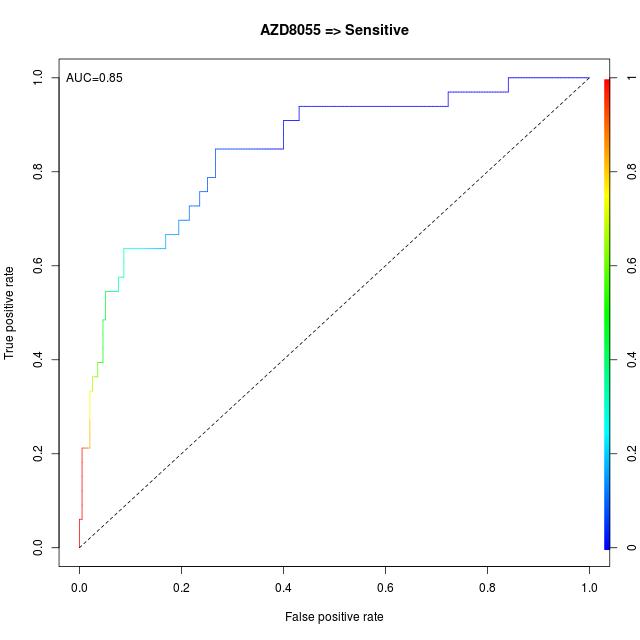 AZD8055 => Sensitive
AUC=0.85
True positive rate
0.0 0.2 0.4 0.6 0.8 1.0
0.0 0.2 0.4 0.6 0.8 1.0
False positive rate
0 0.2 0.4 0.6 0.8 1